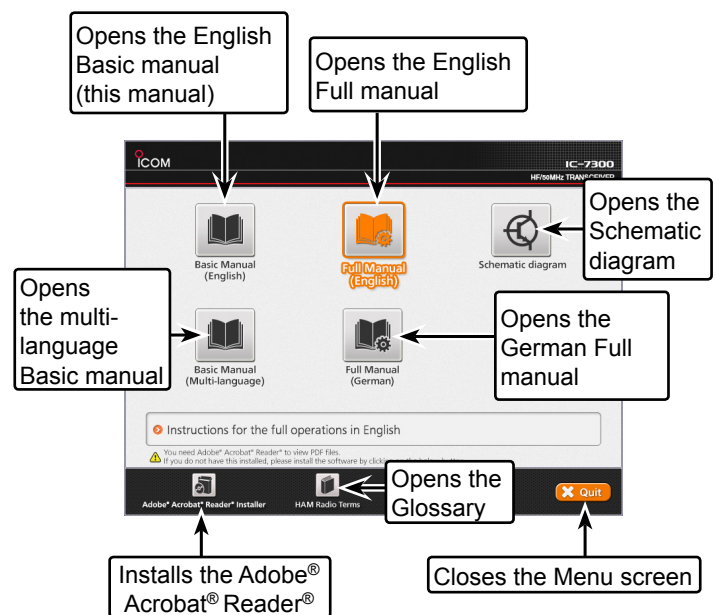 Opens the English
Basic manual
(this manual)
Opens the English
Full manual
ICOM
IC-7300
HF/50MHz TRANSCEIVER
Opens the
Schematic
diagram
Basic Manual
(English)
Full Manual
(English)
Schematic diagram
Opens
the multi-
language
Basic manual
Opens the
German Full
manual
Basic Manual
(Multi-language)
Full Manual
(German)
Instructions for the full operations in English
You need Adobe® Acrobat® Reader® to view PDF files.
If you do not have this installed, please install the software by clicking
Opens the
Glossary
Adobe® Acrobat® Reader® Installer
HAM Radio Terms
Quit
Installs the Adobe®
Acrobat® Reader®
Closes the Menu screen